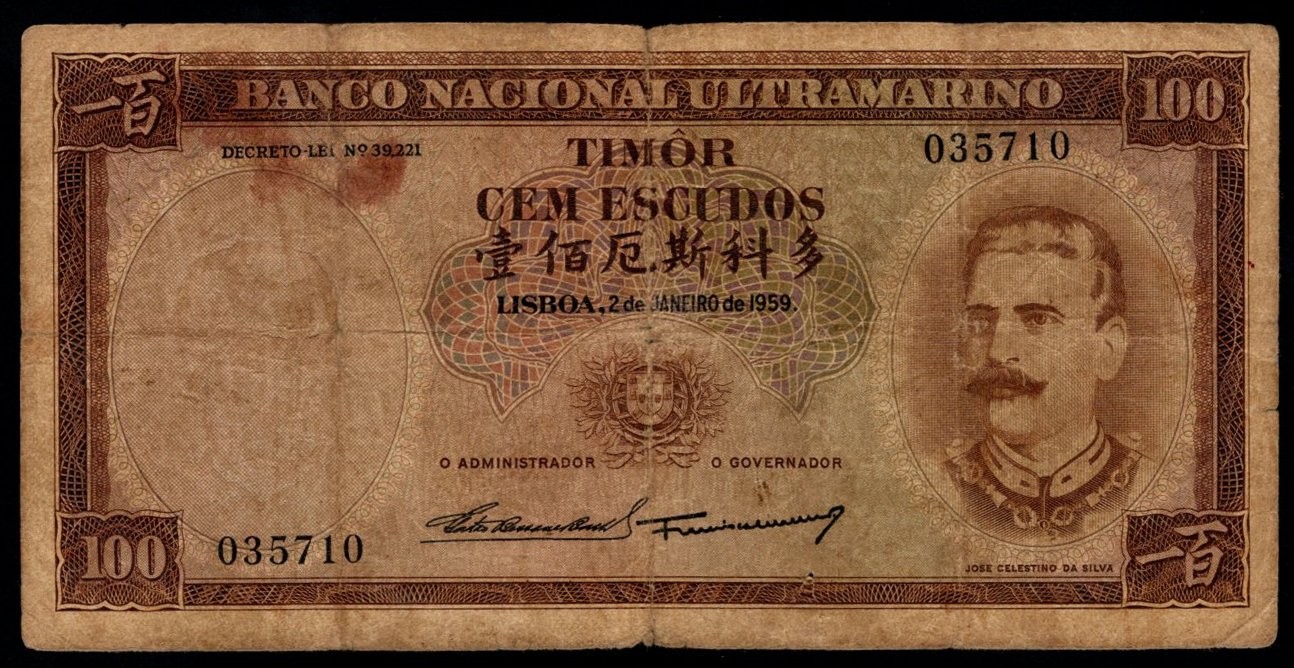 一百
BANCO NACIONAL ULTRAMARINO
100
DECRETO-LEI Nº 39,221
TIMÔR
035710
CEM ESCUDOS
壹佰厄斯科多
LISBOA, 2 de JANEIRO de 1959.
O ADMINISTRADOR
O GOVERNADOR
035710
100
JOSE CELESTINO DA SILVA
一百